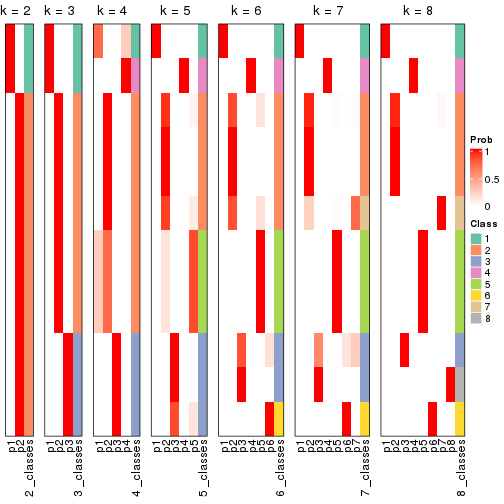 k = 2 k = 3 k = 4 k = 5 k = 6 k = 7 k = 8
Prob
1
0.5
0
Class
1
2
3
4
5
6
7
8
p1 p2 2_classes
p1 p2 p3 3_classes
p1 p2 p3 p4 4_classes
p1 p2 p3 p4 p5 5_classes
p1 p2 p3 p4 p5 p6 6_classes
p1 p2 p3 p4 p5 p6 p7 7_classes
p1 p2 p3 p4 p5 p6 p7 p8 8_classes